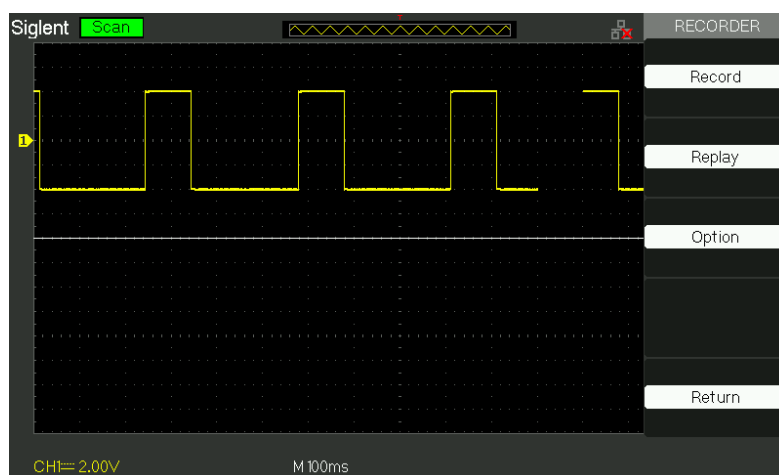 Siglent Scan
RECORDER
Record
1
Replay
Option
Return
CH1 2.00V
M 100ms